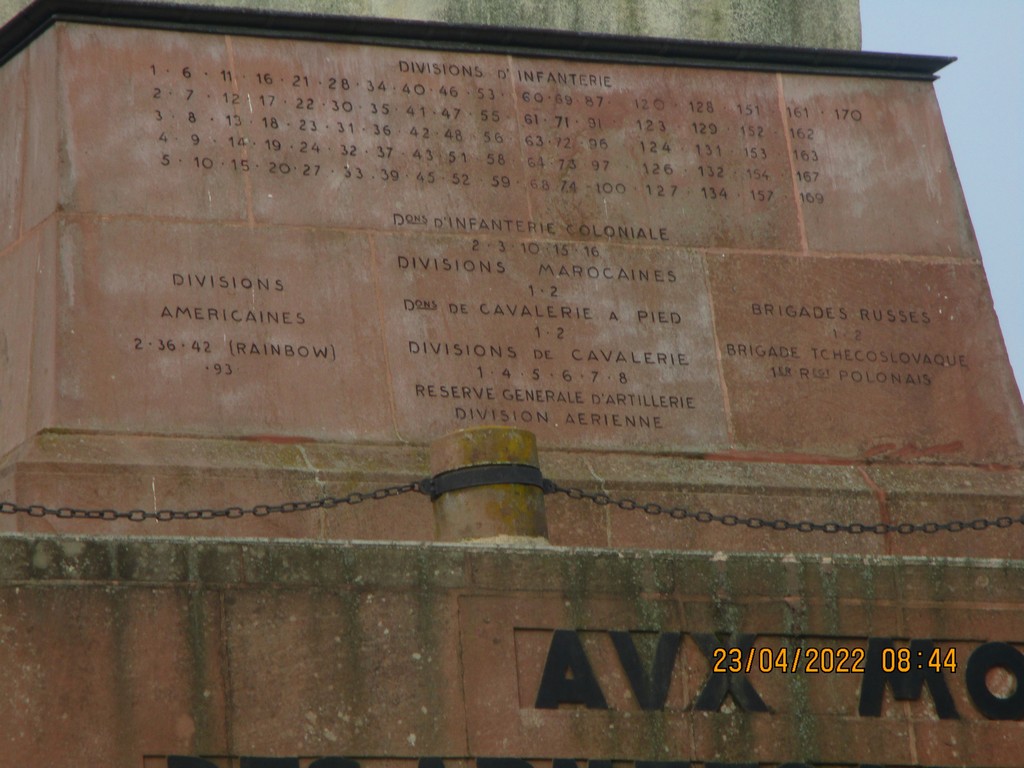 DIVISIONS D'INFANTERIE
1 · 6 · 11 · 16 · 21 · 28 · 34 · 40 · 46 · 53 · 60 · 69 · 87 · 120 · 128 · 151 · 161 · 170
2 · 7 · 12 · 17 · 22 · 30 · 35 · 41 · 47 · 55 · 61 · 71 · 91 · 123 · 129 · 152 · 162
3 · 8 · 13 · 18 · 23 · 31 · 36 · 42 · 48 · 56 · 63 · 72 · 96 · 124 · 131 · 153 · 163
4 · 9 · 14 · 19 · 24 · 32 · 37 · 43 · 51 · 58 · 64 · 73 · 97 · 126 · 132 · 154 · 167
5 · 10 · 15 · 20 · 27 · 33 · 39 · 45 · 52 · 59 · 68 · 74 · 100 · 127 · 134 · 157 · 169
DONS D'INFANTERIE COLONIALE
2 · 3 · 10 · 15 · 16
DIVISIONS MAROCAINES
1 · 2
DONS DE CAVALERIE A PIED
1 · 2
DIVISIONS DE CAVALERIE
1 · 4 · 5 · 6 · 7 · 8
RESERVE GENERALE D'ARTILLERIE
DIVISION AERIENNE
DIVISIONS
AMERICAINES
2 · 36 · 42 (RAINBOW)
· 93 ·
BRIGADES RUSSES
1 · 2
BRIGADE TCHECOSLOVAQUE
1ER RGT POLONAIS
AUX MO
23/04/2022 08:44